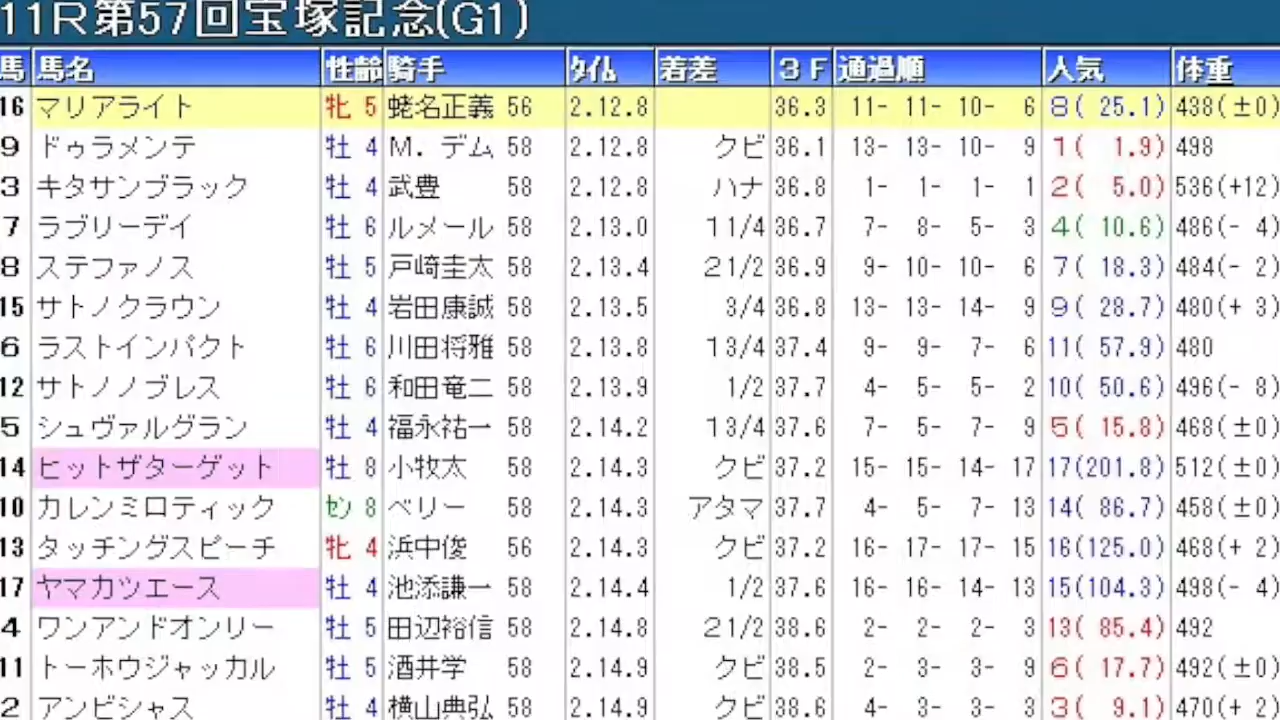 11R第57回宝塚記念(G1)
馬 馬名 性齢 騎手 ﾀｲﾑ 着差 3F 通過順 人気 体重
16 マリアライト 牝 5 蛯名正義 56 2.12.8 36.3 11- 11- 10- 6 8( 25.1) 438(±0)
9 ドゥラメンテ 牡 4 M．デム 58 2.12.8 クビ 36.1 13- 13- 10- 9 1( 1.9) 498
3 キタサンブラック 牡 4 武豊 58 2.12.8 ハナ 36.8 1- 1- 1- 1 2( 5.0) 536(+12)
7 ラブリーデイ 牡 6 ルメール 58 2.13.0 11/4 36.7 7- 8- 5- 3 4( 10.6) 486(- 4)
8 ステファノス 牡 5 戸崎圭太 58 2.13.4 21/2 36.9 9- 10- 10- 6 7( 18.3) 484(- 2)
15 サトノクラウン 牡 4 岩田康誠 58 2.13.5 3/4 36.8 13- 13- 14- 9 9( 28.7) 480(+ 3)
6 ラストインパクト 牡 6 川田将雅 58 2.13.8 13/4 37.4 9- 9- 7- 6 11( 57.9) 480
12 サトノノブレス 牡 6 和田竜二 58 2.13.9 1/2 37.7 4- 5- 5- 2 10( 50.6) 496(- 8)
5 シュヴァルグラン 牡 4 福永祐一 58 2.14.2 13/4 37.6 7- 5- 7- 9 5( 15.8) 468(±0)
14 ヒットザターゲット 牡 8 小牧太 58 2.14.3 クビ 37.2 15- 15- 14- 17 17(201.8) 512(±0)
10 カレンミロティック セン 8 ベリー 58 2.14.3 アタマ 37.7 4- 5- 7- 13 14( 86.7) 458(±0)
13 タッチングスピーチ 牝 4 浜中俊 56 2.14.3 クビ 37.2 16- 17- 17- 15 16(125.0) 468(+ 2)
17 ヤマカツエース 牡 4 池添謙一 58 2.14.4 1/2 37.6 16- 16- 14- 13 15(104.3) 498(- 4)
4 ワンアンドオンリー 牡 5 田辺裕信 58 2.14.8 21/2 38.6 2- 2- 2- 3 13( 85.4) 492
11 トーホウジャッカル 牡 5 酒井学 58 2.14.9 クビ 38.5 2- 3- 3- 9 6( 17.7) 492(±0)
2 アンビシャス 牡 4 横山典弘 58 2.14.9 クビ 38.6 4- 3- 3- 3 3( 9.1) 470(+ 2)